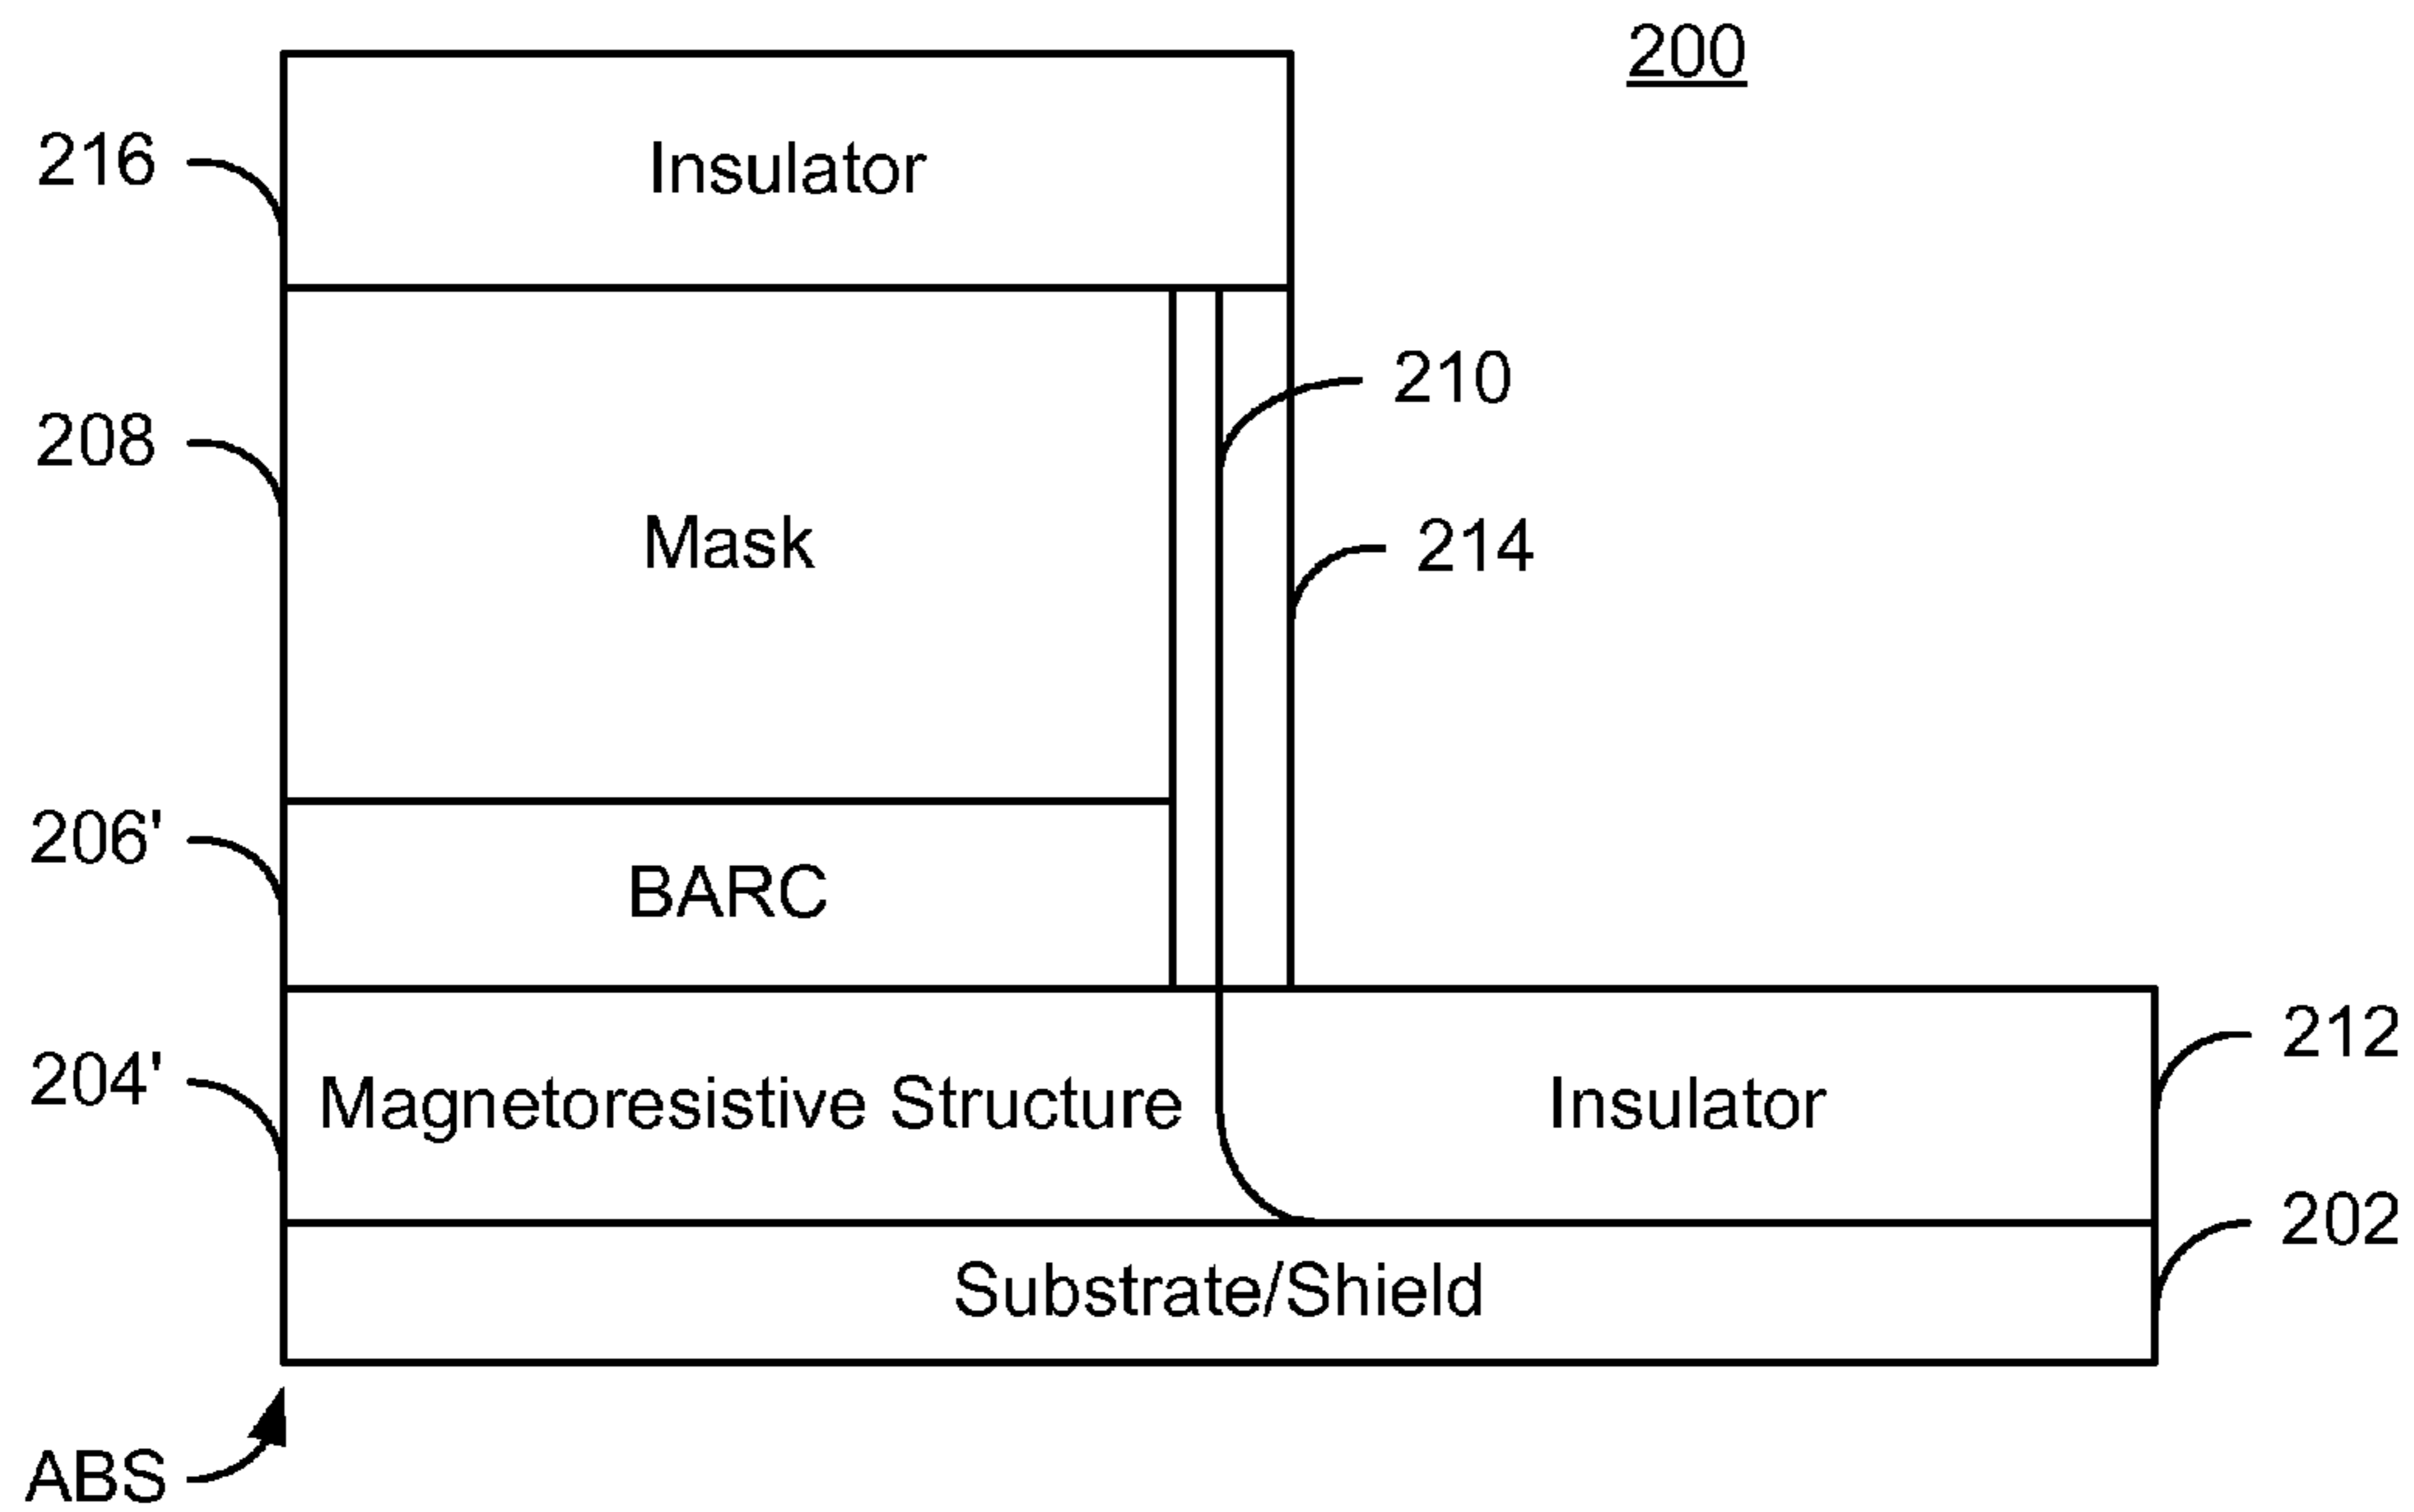 200
216
Insulator
208
Mask
210
214
206'
BARC
204'
Magnetoresistive Structure
Insulator
212
202
Substrate/Shield
ABS